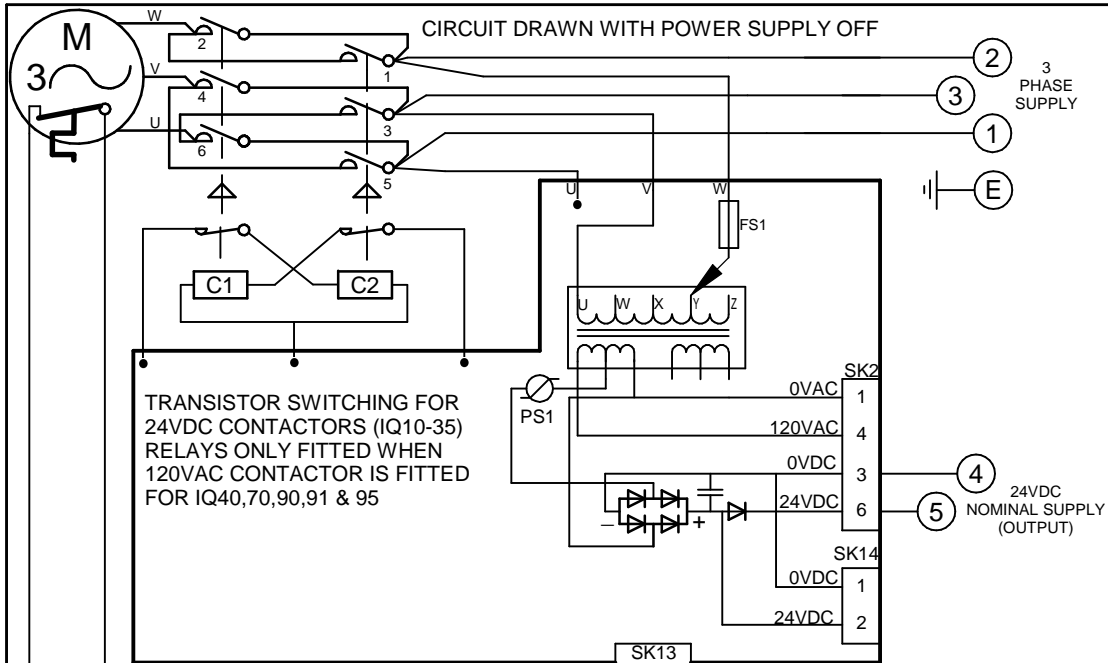 CIRCUIT DRAWN WITH POWER SUPPLY OFF
M
3
W
V
U
2
4
6
1
3
5
2
3
1
3
PHASE
SUPPLY
E
U
V
W
FS1
C1
C2
U
W
X
Y
Z
TRANSISTOR SWITCHING FOR
24VDC CONTACTORS (IQ10-35)
RELAYS ONLY FITTED WHEN
120VAC CONTACTOR IS FITTED
FOR IQ40,70,90,91 & 95
PS1
SK2
0VAC 1
120VAC 4
0VDC 3
24VDC 6
4
5
24VDC
NOMINAL SUPPLY
(OUTPUT)
– +
SK14
0VDC 1
24VDC 2
SK13